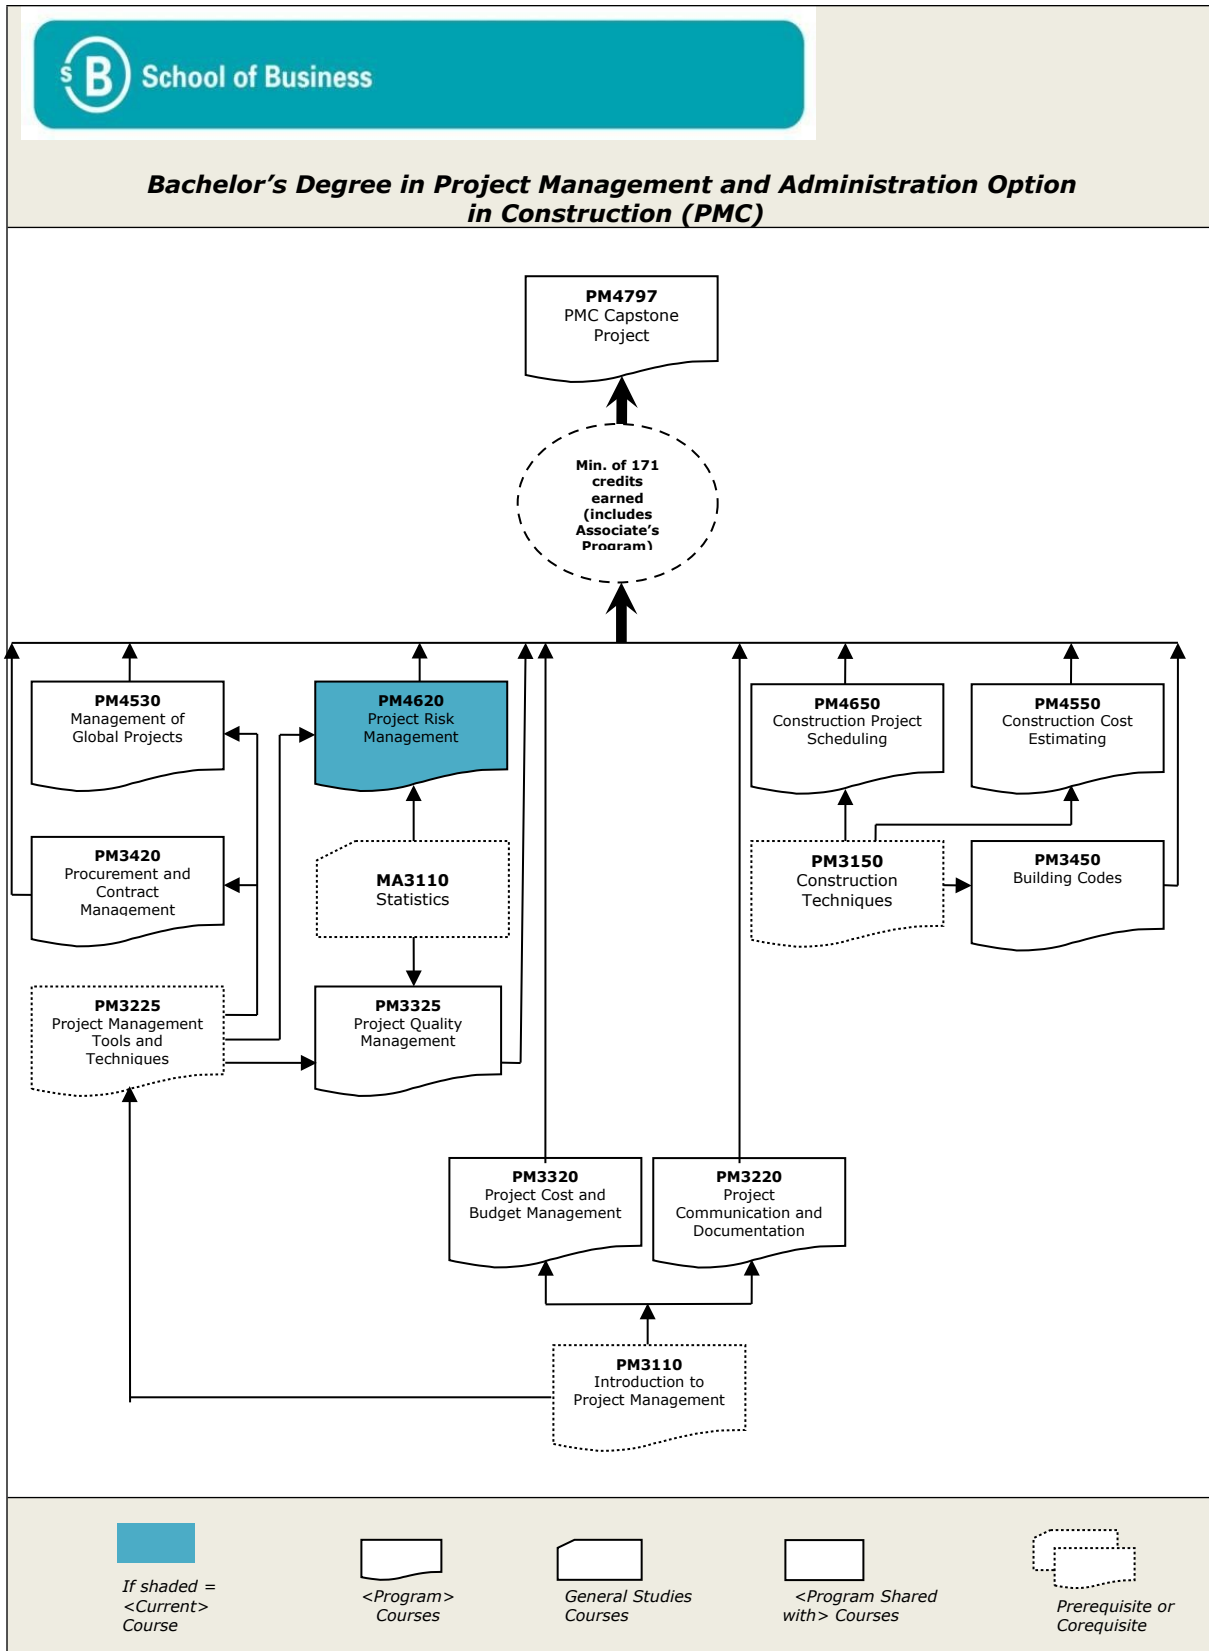 sB School of Business
Bachelor’s Degree in Project Management and Administration Option
in Construction (PMC)
PM4797
PMC Capstone
Project
Min. of 171
credits
earned
(includes
Associate’s
Program)
PM4530
Management of
Global Projects
PM4620
Project Risk
Management
PM4650
Construction Project
Scheduling
PM4550
Construction Cost
Estimating
PM3420
Procurement and
Contract
Management
MA3110
Statistics
PM3150
Construction
Techniques
PM3450
Building Codes
PM3225
Project Management
Tools and
Techniques
PM3325
Project Quality
Management
PM3320
Project Cost and
Budget Management
PM3220
Project
Communication and
Documentation
PM3110
Introduction to
Project Management
If shaded =
<Current>
Course
<Program>
Courses
General Studies
Courses
<Program Shared
with> Courses
Prerequisite or
Corequisite